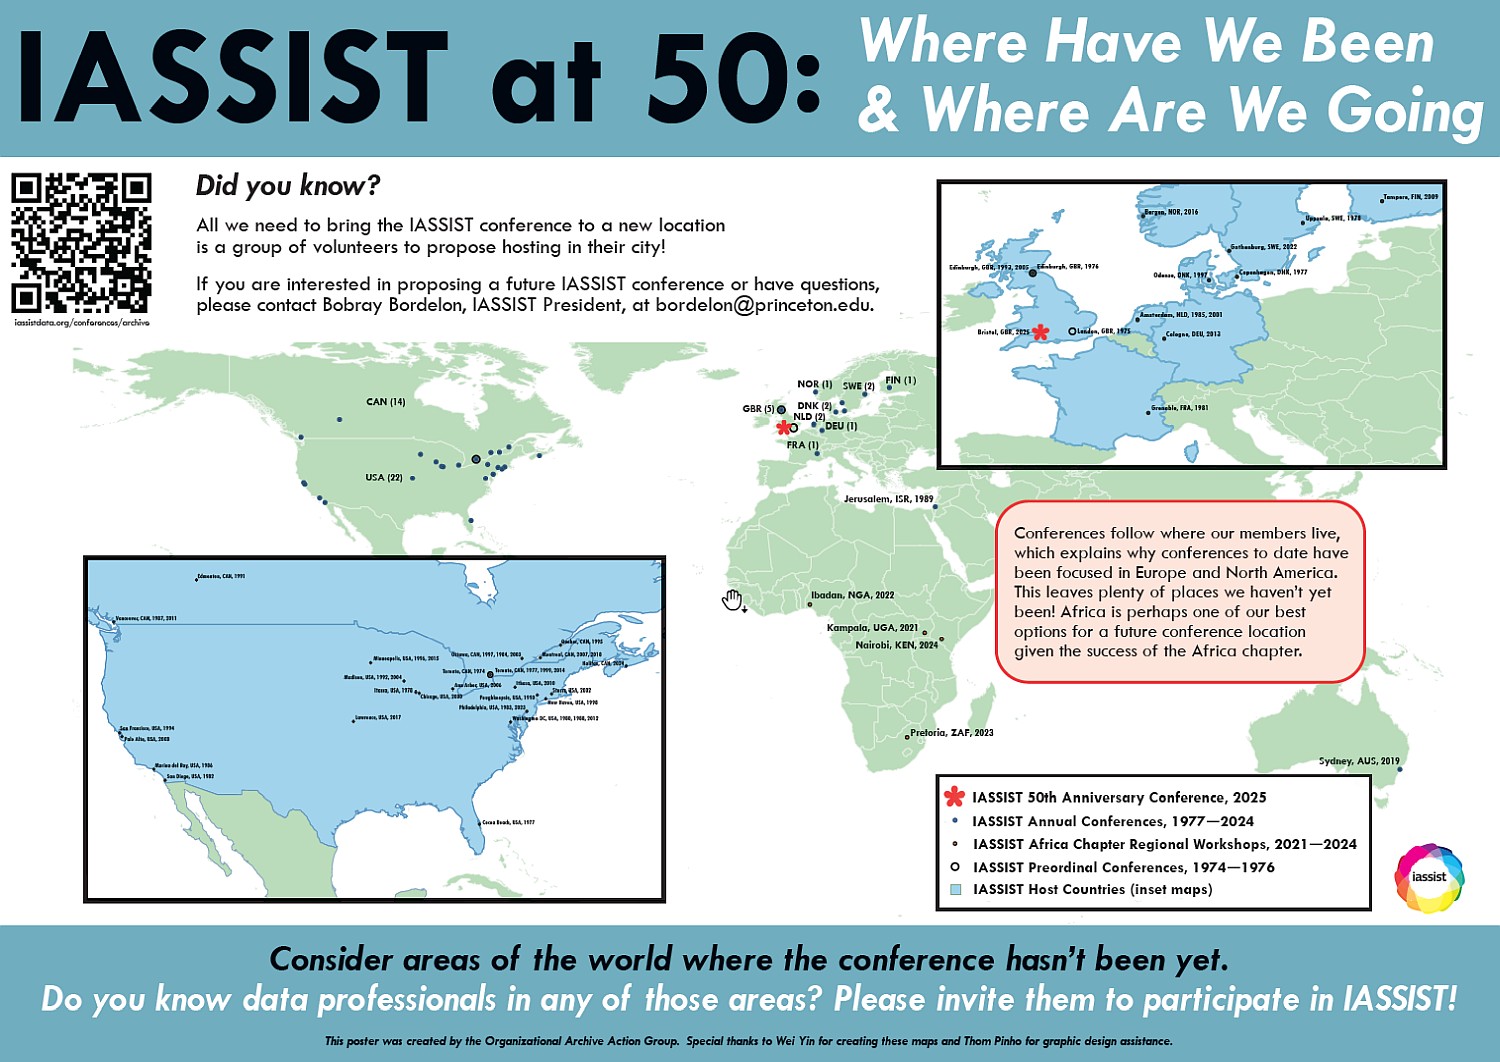 IASSIST at 50:
Where Have We Been
& Where Are We Going
iassistdata.org/conferences/archive
Did you know?
All we need to bring the IASSIST conference to a new location
is a group of volunteers to propose hosting in their city!
If you are interested in proposing a future IASSIST conference or have questions,
please contact Bobray Bordelon, IASSIST President, at bordelon@princeton.edu.
Tampere, FIN, 2009
Bergen, NOR, 2016
Uppsala, SWE, 1978
Gothenburg, SWE, 2022
Edinburgh, GBR, 1993, 2005
Edinburgh, GBR, 1976
Odense, DNK, 1997
Copenhagen, DNK, 1977
Amsterdam, NLD, 1985, 2001
Bristol, GBR, 2025
London, GBR, 1975
Cologne, DEU, 2013
Grenoble, FRA, 1981
CAN (14)
USA (22)
NOR (1)
SWE (2)
FIN (1)
GBR (5)
DNK (2)
NLD (2)
DEU (1)
FRA (1)
Jerusalem, ISR, 1989
Ibadan, NGA, 2022
Kampala, UGA, 2021
Nairobi, KEN, 2024
Pretoria, ZAF, 2023
Sydney, AUS, 2019
Conferences follow where our members live,
which explains why conferences to date have
been focused in Europe and North America.
This leaves plenty of places we haven't yet
been! Africa is perhaps one of our best
options for a future conference location
given the success of the Africa chapter.
Edmonton, CAN, 1991
Vancouver, CAN, 1987, 2011
Quebec, CAN, 1995
Ottawa, CAN, 1997, 1984, 2003
Montreal, CAN, 2007, 2018
Halifax, CAN, 2024
Minneapolis, USA, 1996, 2015
Toronto, CAN, 1974
Toronto, CAN, 1977, 1999, 2014
Madison, USA, 1992, 2004
Ann Arbor, USA, 2006
Ithaca, USA, 2010
Itasca, USA, 1978
Chicago, USA, 2000
Poughkeepsie, USA, 1990
Storrs, USA, 2002
New Haven, USA, 1998
Philadelphia, USA, 1983, 2023
Lawrence, USA, 2017
Washington DC, USA, 1980, 1988, 2012
San Francisco, USA, 1994
Palo Alto, USA, 2008
Marina del Rey, USA, 1986
San Diego, USA, 1982
Cocoa Beach, USA, 1977
IASSIST 50th Anniversary Conference, 2025
IASSIST Annual Conferences, 1977—2024
IASSIST Africa Chapter Regional Workshops, 2021—2024
IASSIST Preordinal Conferences, 1974—1976
IASSIST Host Countries (inset maps)
iassist
Consider areas of the world where the conference hasn't been yet.
Do you know data professionals in any of those areas? Please invite them to participate in IASSIST!
This poster was created by the Organizational Archive Action Group. Special thanks to Wei Yin for creating these maps and Thom Pinho for graphic design assistance.